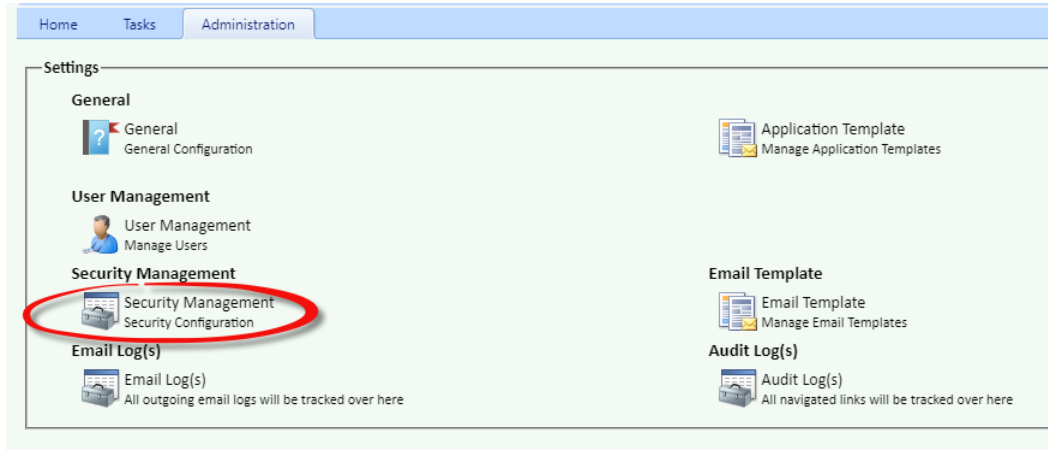 Home Tasks Administration
Settings
General
General
General Configuration
Application Template
Manage Application Templates
User Management
User Management
Manage Users
Security Management
Security Management
Security Configuration
Email Template
Email Template
Manage Email Templates
Email Log(s)
Email Log(s)
All outgoing email logs will be tracked over here
Audit Log(s)
Audit Log(s)
All navigated links will be tracked over here